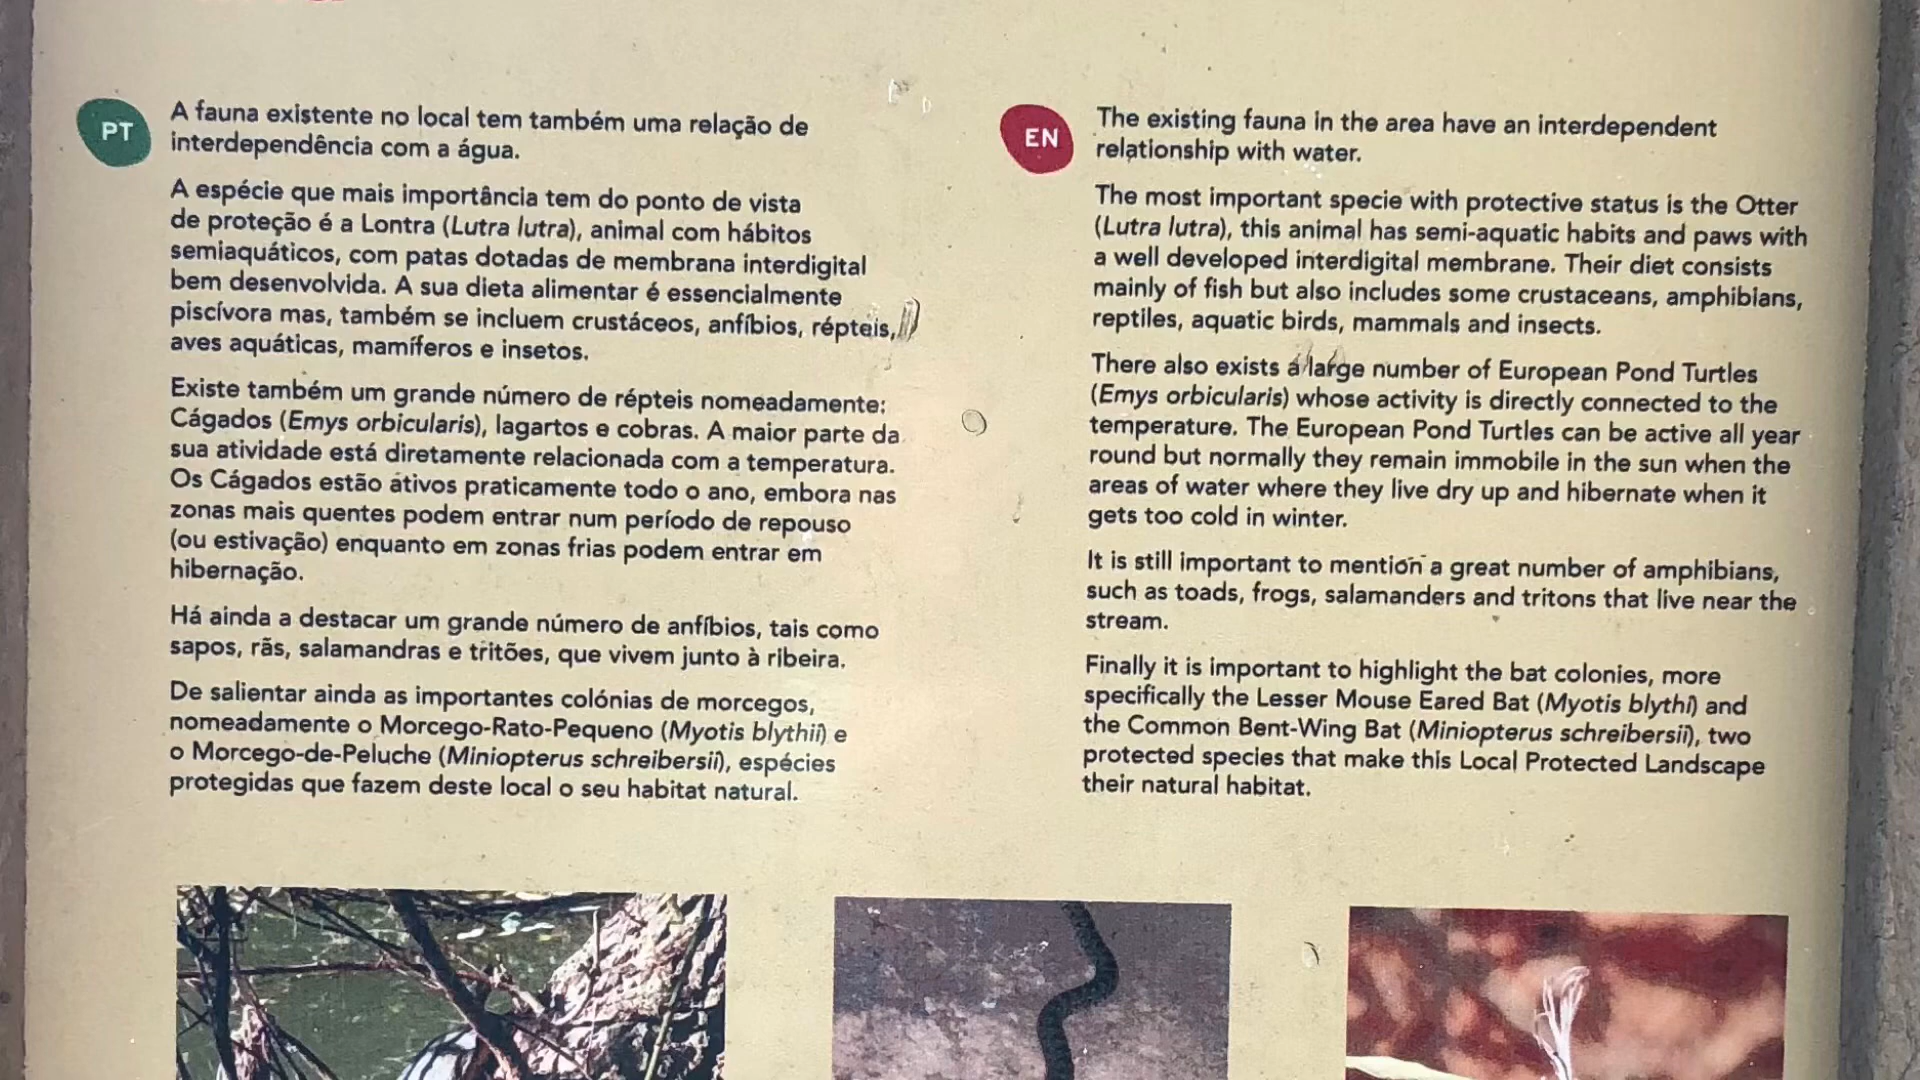 PT
A fauna existente no local tem também uma relação de
interdependência com a água.
A espécie que mais importância tem do ponto de vista
de proteção é a Lontra (Lutra lutra), animal com hábitos
semiaquáticos, com patas dotadas de membrana interdigital
bem desenvolvida. A sua dieta alimentar é essencialmente
piscívora mas, também se incluem crustáceos, anfíbios, répteis,
aves aquáticas, mamíferos e insetos.
Existe também um grande número de répteis nomeadamente:
Cágados (Emys orbicularis), lagartos e cobras. A maior parte da
sua atividade está diretamente relacionada com a temperatura.
Os Cágados estão ativos praticamente todo o ano, embora nas
zonas mais quentes podem entrar num período de repouso
(ou estivação) enquanto em zonas frias podem entrar em
hibernação.
Há ainda a destacar um grande número de anfíbios, tais como
sapos, rãs, salamandras e tritões, que vivem junto à ribeira.
De salientar ainda as importantes colónias de morcegos,
nomeadamente o Morcego-Rato-Pequeno (Myotis blythii) e
o Morcego-de-Peluche (Miniopterus schreibersii), espécies
protegidas que fazem deste local o seu habitat natural.
EN
The existing fauna in the area have an interdependent
relationship with water.
The most important specie with protective status is the Otter
(Lutra lutra), this animal has semi-aquatic habits and paws with
a well developed interdigital membrane. Their diet consists
mainly of fish but also includes some crustaceans, amphibians,
reptiles, aquatic birds, mammals and insects.
There also exists a large number of European Pond Turtles
(Emys orbicularis) whose activity is directly connected to the
temperature. The European Pond Turtles can be active all year
round but normally they remain immobile in the sun when the
areas of water where they live dry up and hibernate when it
gets too cold in winter.
It is still important to mention a great number of amphibians,
such as toads, frogs, salamanders and tritons that live near the
stream.
Finally it is important to highlight the bat colonies, more
specifically the Lesser Mouse Eared Bat (Myotis blythi) and
the Common Bent-Wing Bat (Miniopterus schreibersii), two
protected species that make this Local Protected Landscape
their natural habitat.